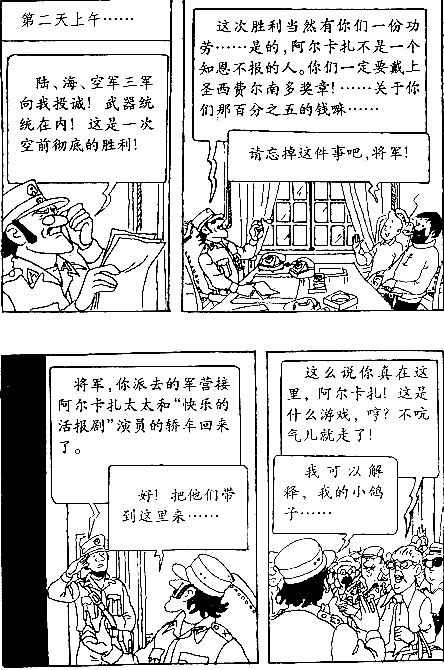 第二天上午……
陆、海、空军三军
向我投诚！武器统
统在内！这是一次
空前彻底的胜利！
这次胜利当然有你们一份功
劳……是的，阿尔卡扎不是一个
知恩不报的人。你们一定要戴上
圣西费尔南多奖章！……关于你
们那百分之五的钱嘛……
请忘掉这件事吧，将军！
将军，你派去的军营接
阿尔卡扎太太和“快乐的
活报剧”演员的轿车回来
了。
好！把他们带
到这里来……
这么说你真在这
里，阿尔卡扎！这是
什么游戏，哼？不吭
气儿就走了！
我可以解
释，我的小鸽
子……